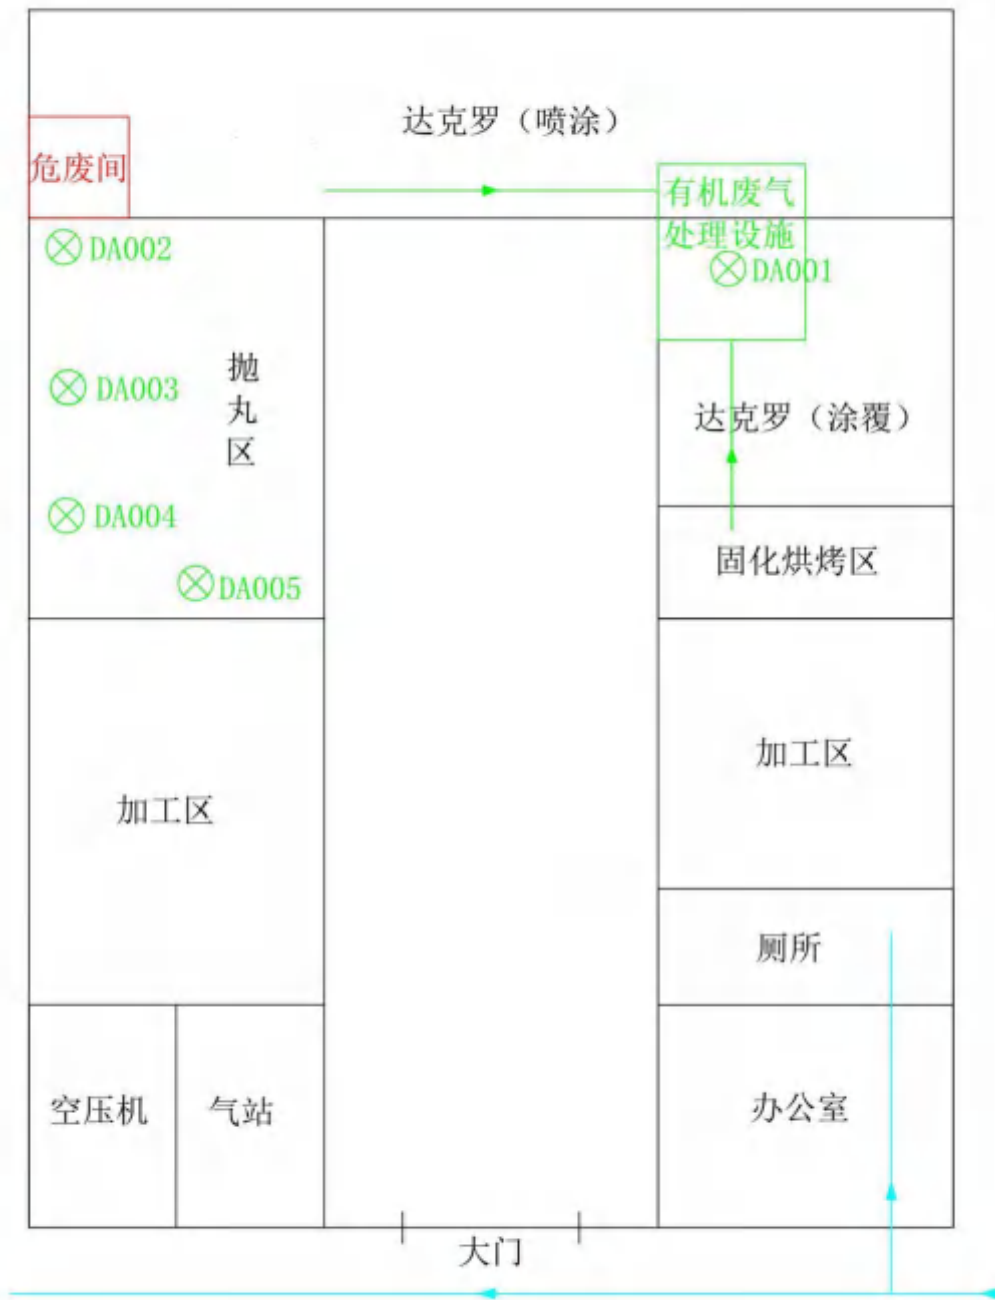 达克罗（喷涂）
危废间
有机废气
处理设施
DA001
DA002
DA003
抛
丸
区
DA004
DA005
达克罗（涂覆）
固化烘烤区
加工区
加工区
厕所
空压机
气站
办公室
大门